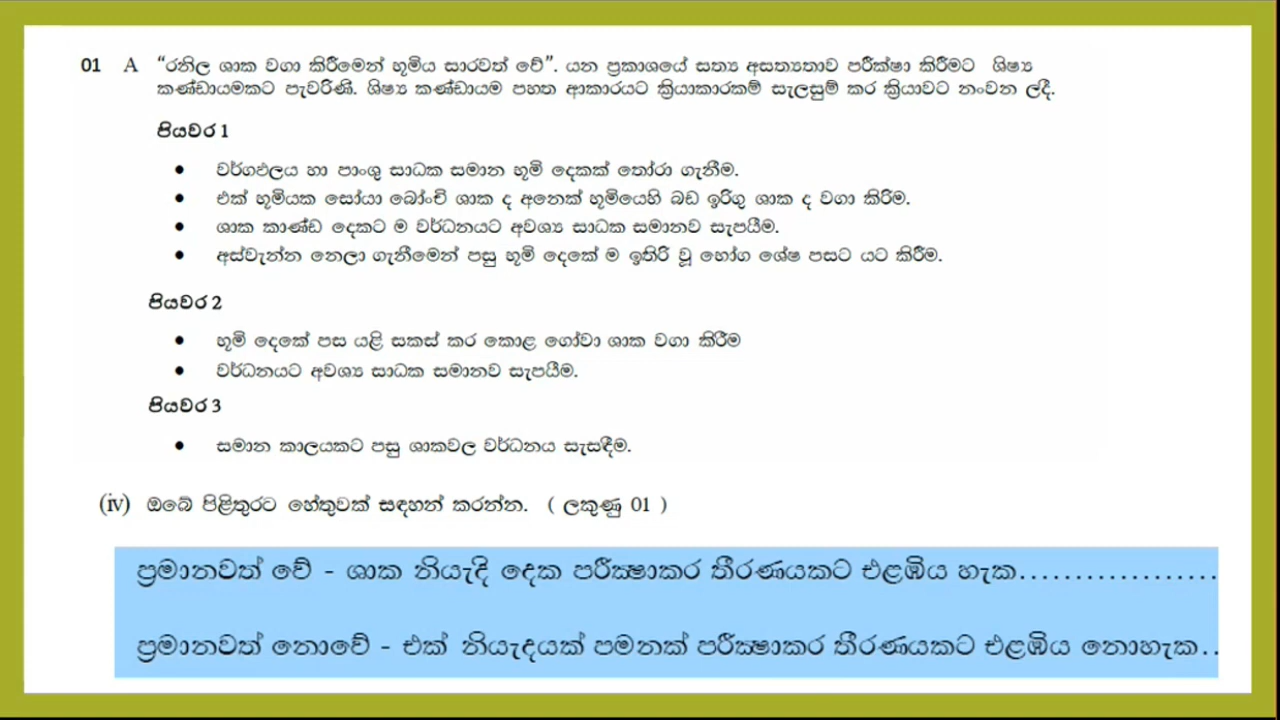 01 A “රනිල ශාක වගා කිරීමෙන් භූමිය සාරවත් වේ”. යන ප්‍රකාශයේ සත්‍ය අසත්‍යතාව පරීක්ෂා කිරීමට ශිෂ්‍ය
කණ්ඩායමකට පැවරිණි. ශිෂ්‍ය කණ්ඩායම පහත ආකාරයට ක්‍රියාකාරකම් සැලසුම් කර ක්‍රියාවට නංවන ල්දී.
පියවර 1
• වර්ගඵලය හා පාංශු සාධක සමාන භූමි දෙකක් තෝරා ගැනීම.
• එක් භූමියක සෝයා බෝංචි ශාක ද අනෙක් භූමියෙහි බඩ ඉරිගු ශාක ද වගා කිරිම.
• ශාක කාණ්ඩ දෙකට ම වර්ධනයට අවශ්‍ය සාධක සමානව සැපයීම.
• අස්වැන්න නෙලා ගැනීමෙන් පසු භූමි දෙකේ ම ඉතිරි වූ භෝග ශේෂ පසට යට කිරීම.
පියවර 2
• භූමි දෙකේ පස යළි සකස් කර කොළ ගෝවා ශාක වගා කිරීම
• වර්ධනයට අවශ්‍ය සාධක සමානව සැපයීම.
පියවර 3
• සමාන කාලයකට පසු ශාකවල වර්ධනය සැසඳීම.
(iv) ඔබේ පිළිතුරට හේතුවක් සඳහන් කරන්න. ( ලකුණු 01 )
ප්‍රමානවත් වේ - ශාක නියැදි දෙක පරීක්‍ෂාකර තීරණයකට එළඹිය හැක..................
ප්‍රමානවත් නොවේ - එක් නියැදයක් පමනක් පරීක්‍ෂාකර තීරණයකට එළඹිය නොහැක..